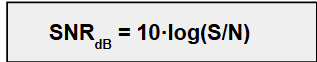 SNRdB = 10·log(S/N)